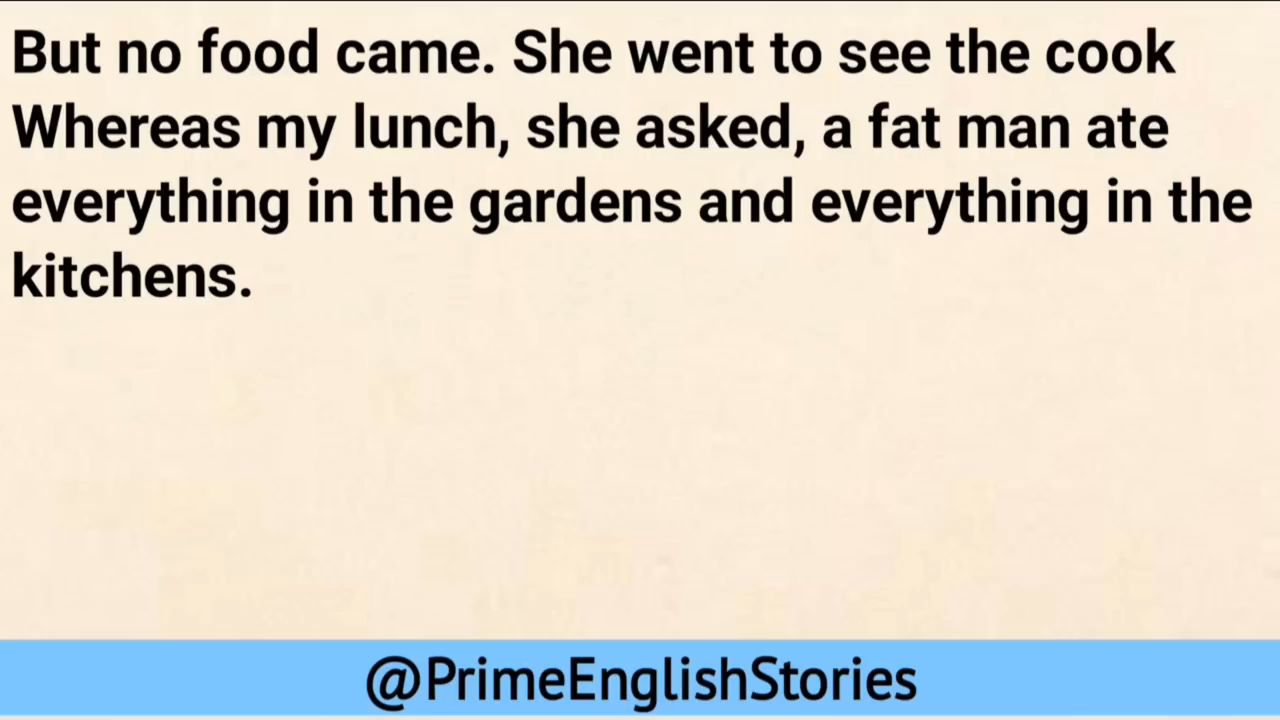 But no food came. She went to see the cook
Whereas my lunch, she asked, a fat man ate
everything in the gardens and everything in the
kitchens.
@PrimeEnglishStories